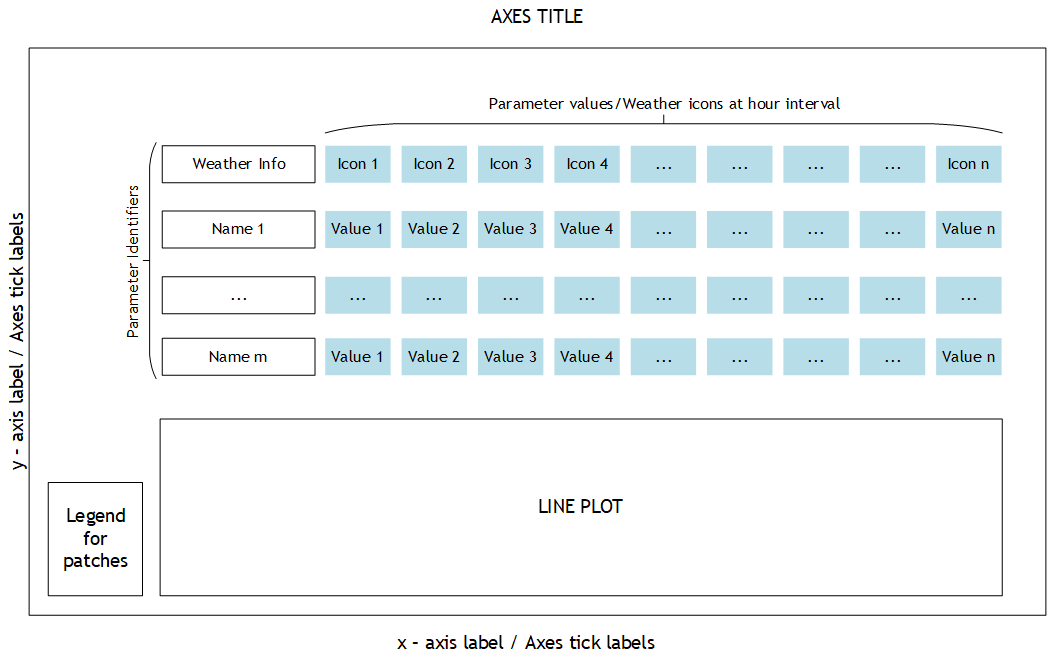 AXES TITLE
Parameter values/Weather icons at hour interval
Weather Info Icon 1 Icon 2 Icon 3 Icon 4 ... ... ... ... Icon n
Parameter Identifiers
Name 1 Value 1 Value 2 Value 3 Value 4 ... ... ... ... Value n
... ... ... ... ... ... ... ... ... ...
Name m Value 1 Value 2 Value 3 Value 4 ... ... ... ... Value n
y - axis label / Axes tick labels
LINE PLOT
Legend
for
patches
x - axis label / Axes tick labels